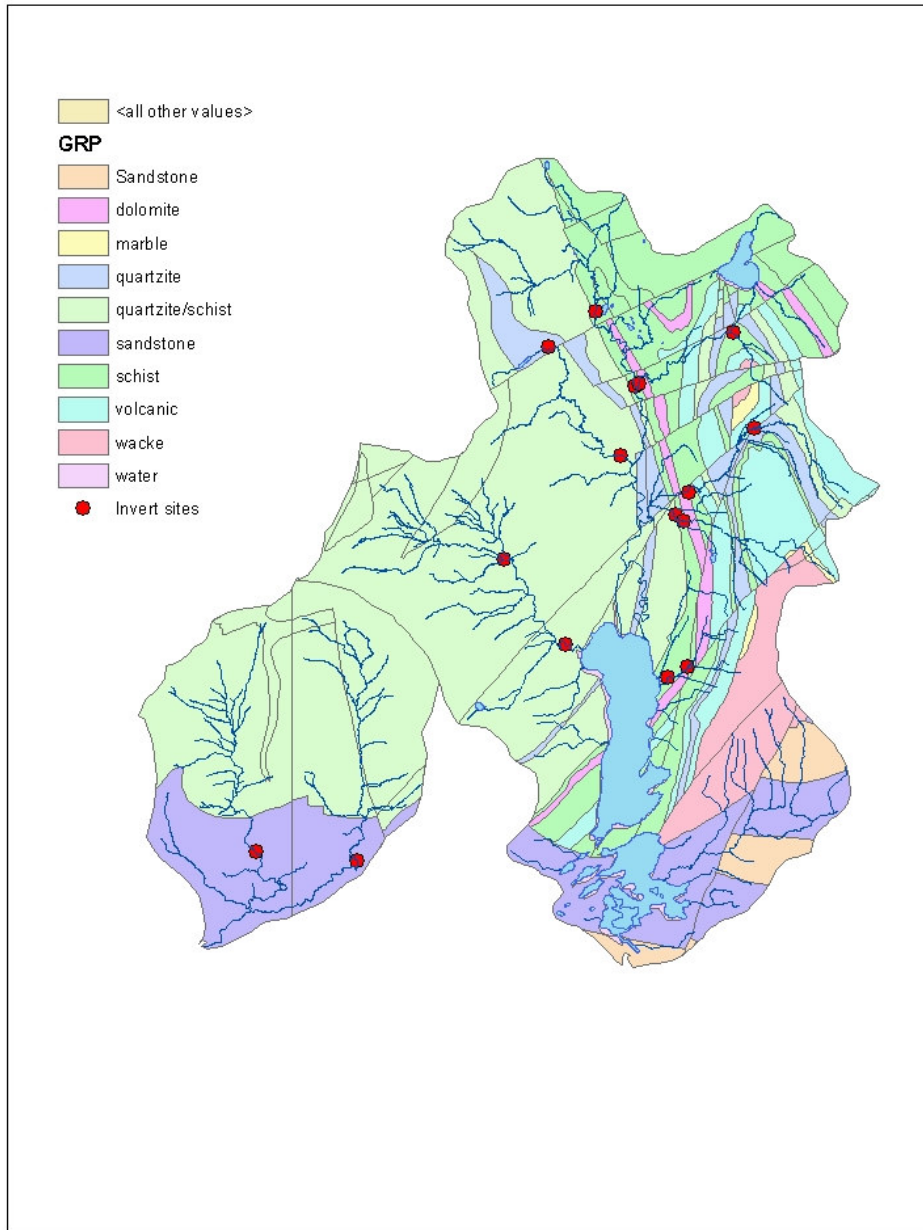 <all other values>
GRP
Sandstone
dolomite
marble
quartzite
quartzite/schist
sandstone
schist
volcanic
wacke
water
Invert sites